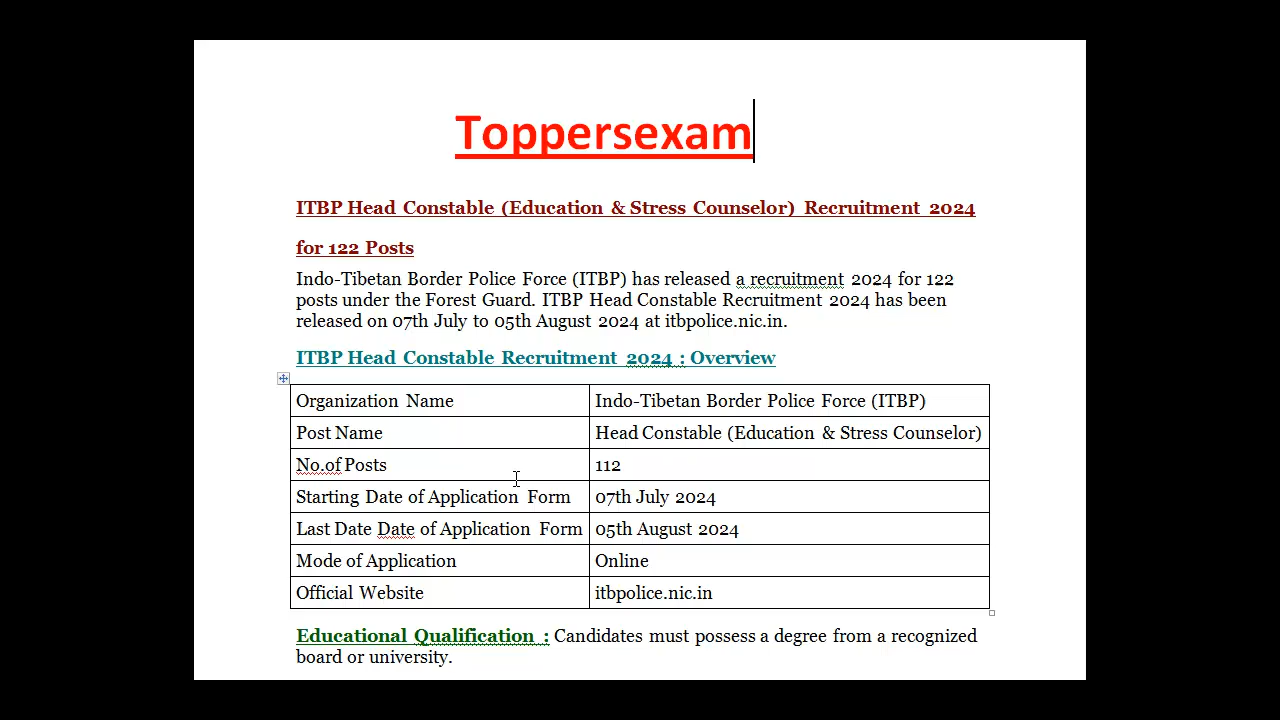 Toppersexam
ITBP Head Constable (Education & Stress Counselor) Recruitment 2024
for 122 Posts
Indo-Tibetan Border Police Force (ITBP) has released a recruitment 2024 for 122
posts under the Forest Guard. ITBP Head Constable Recruitment 2024 has been
released on 07th July to 05th August 2024 at itbpolice.nic.in.
ITBP Head Constable Recruitment 2024 : Overview
Organization Name Indo-Tibetan Border Police Force (ITBP)
Post Name Head Constable (Education & Stress Counselor)
No.of Posts 112
Starting Date of Application Form 07th July 2024
Last Date Date of Application Form 05th August 2024
Mode of Application Online
Official Website itbpolice.nic.in
Educational Qualification : Candidates must possess a degree from a recognized
board or university.